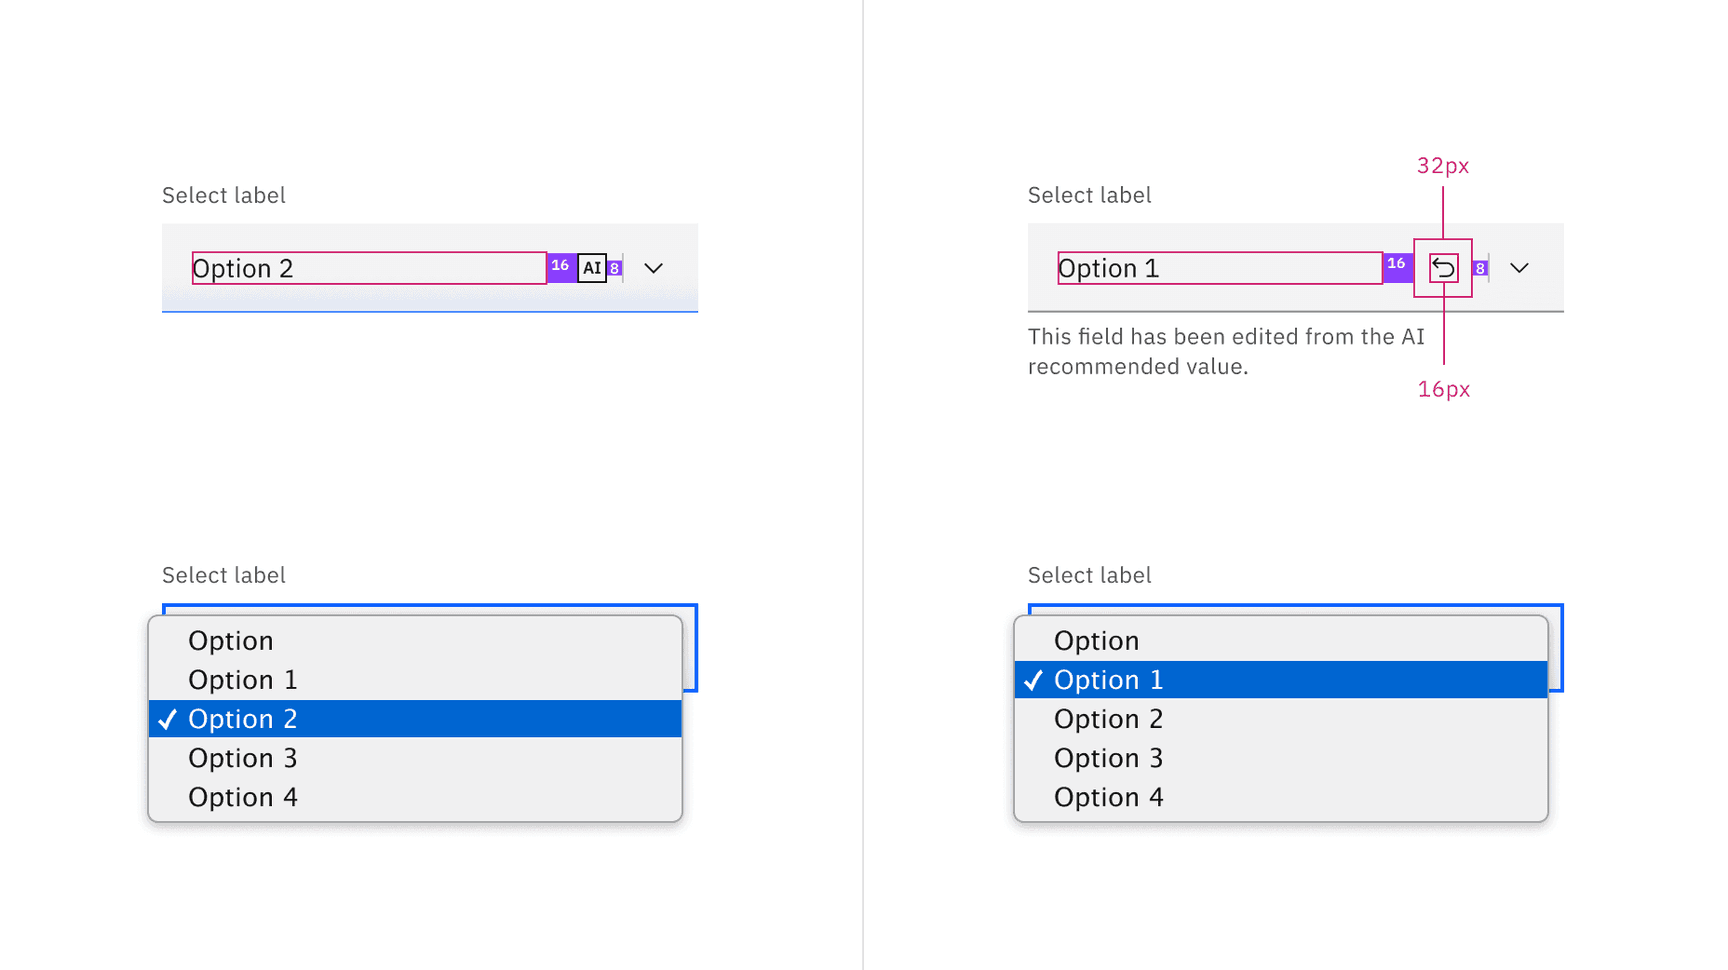 Select label
Option 2 16 AI 8
Select label
Option
Option 1
Option 2
Option 3
Option 4
32px
Select label
Option 1 16 8
This field has been edited from the AI
recommended value.
16px
Select label
Option
Option 1
Option 2
Option 3
Option 4